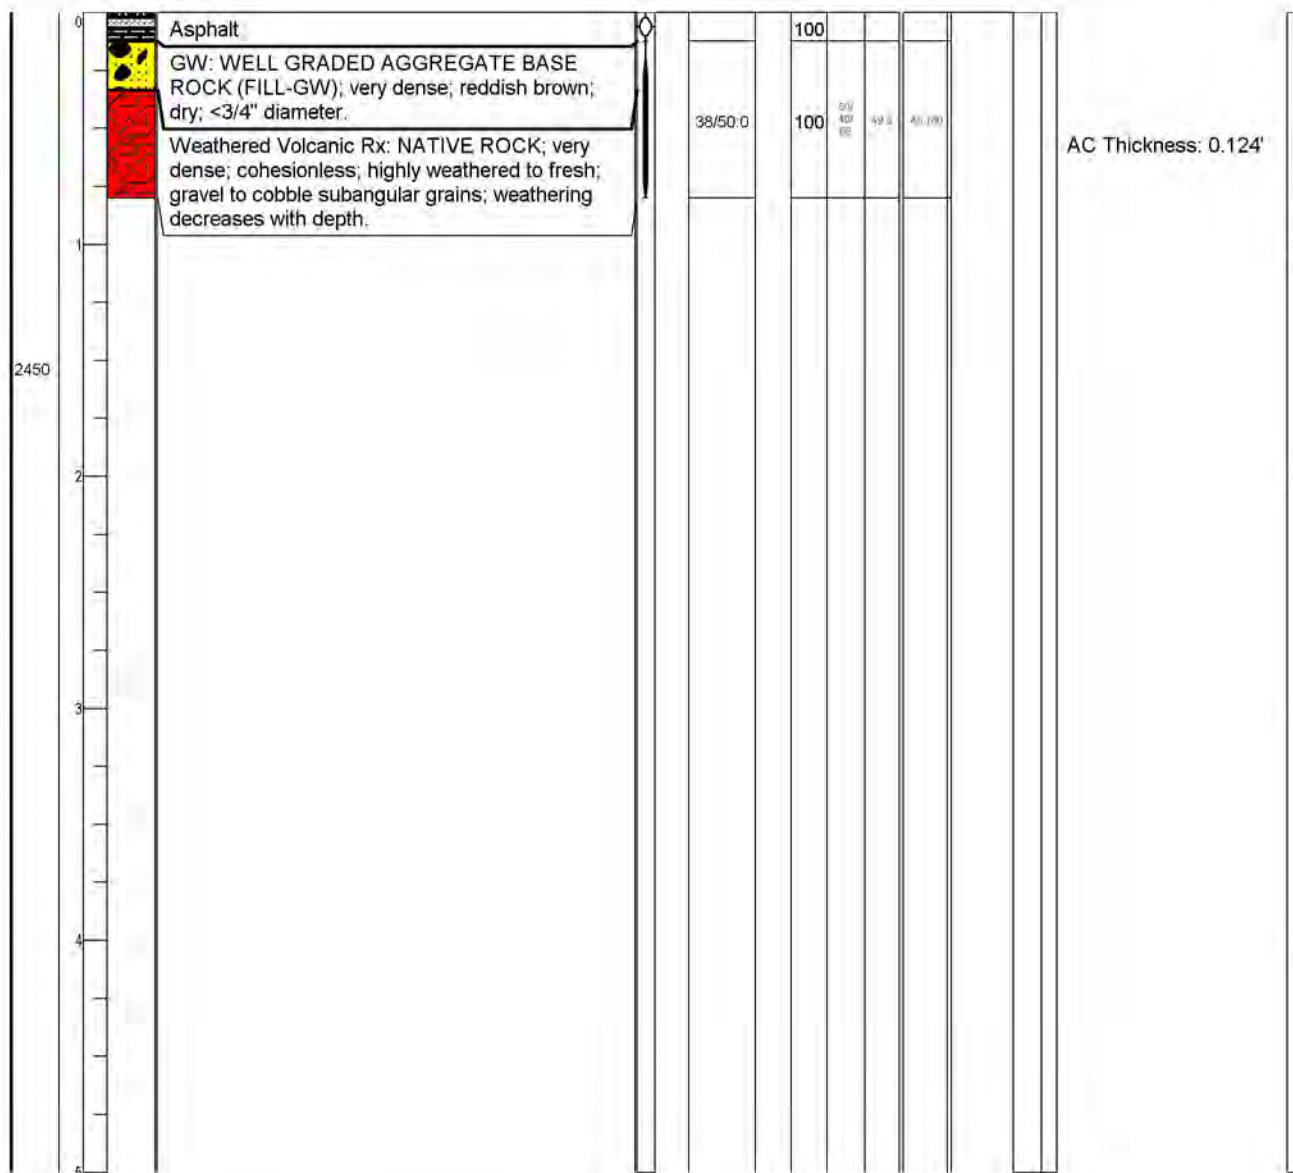 0
Asphalt
100
GW: WELL GRADED AGGREGATE BASE
ROCK (FILL-GW); very dense; reddish brown;
dry; <3/4" diameter.
38/50:0
100
AC Thickness: 0.124'
Weathered Volcanic Rx: NATIVE ROCK; very
dense; cohesionless; highly weathered to fresh;
gravel to cobble subangular grains; weathering
decreases with depth.
1
2450
2
3
4
5